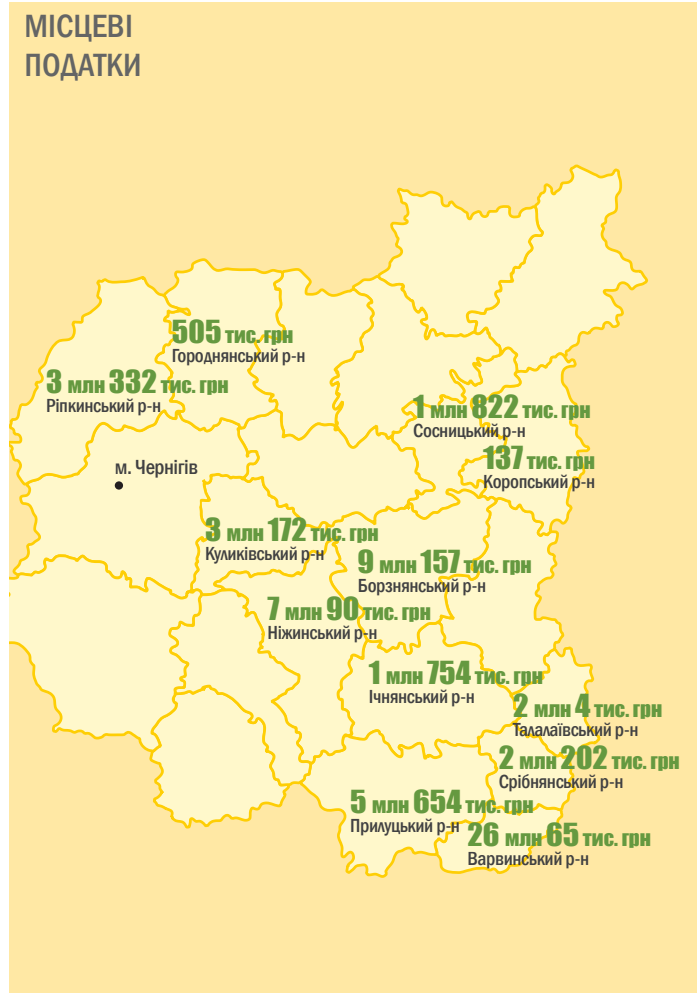 МІСЦЕВІ
ПОДАТКИ
505 тис. грн
Городнянський р-н
3 млн 332 тис. грн
Ріпкинський р-н
1 млн 822 тис. грн
Сосницький р-н
137 тис. грн
Коропський р-н
м. Чернігів
3 млн 172 тис. грн
Куликівський р-н
9 млн 157 тис. грн
Борзнянський р-н
7 млн 90 тис. грн
Ніжинський р-н
1 млн 754 тис. грн
Ічнянський р-н
2 млн 4 тис. грн
Талалаївський р-н
2 млн 202 тис. грн
Срібнянський р-н
5 млн 654 тис. грн
Прилуцький р-н
26 млн 65 тис. грн
Варвинський р-н